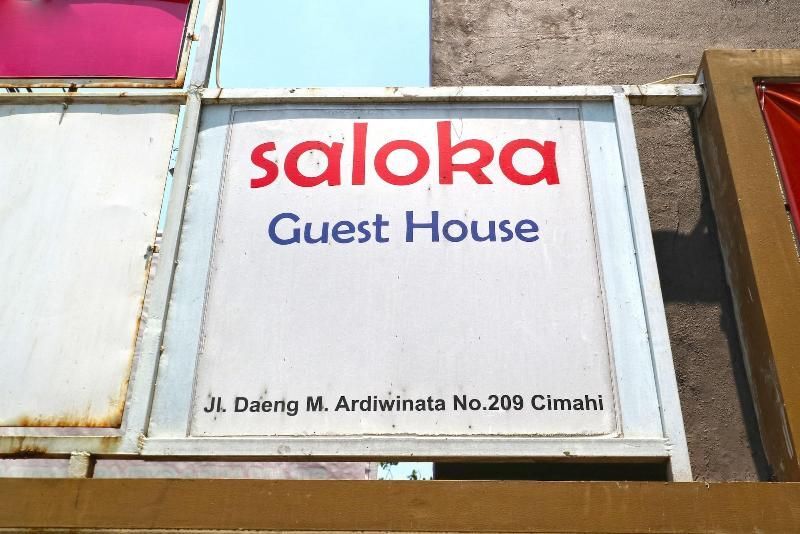 saloka
Guest House
Jl. Daeng M. Ardiwinata No.209 Cimahi